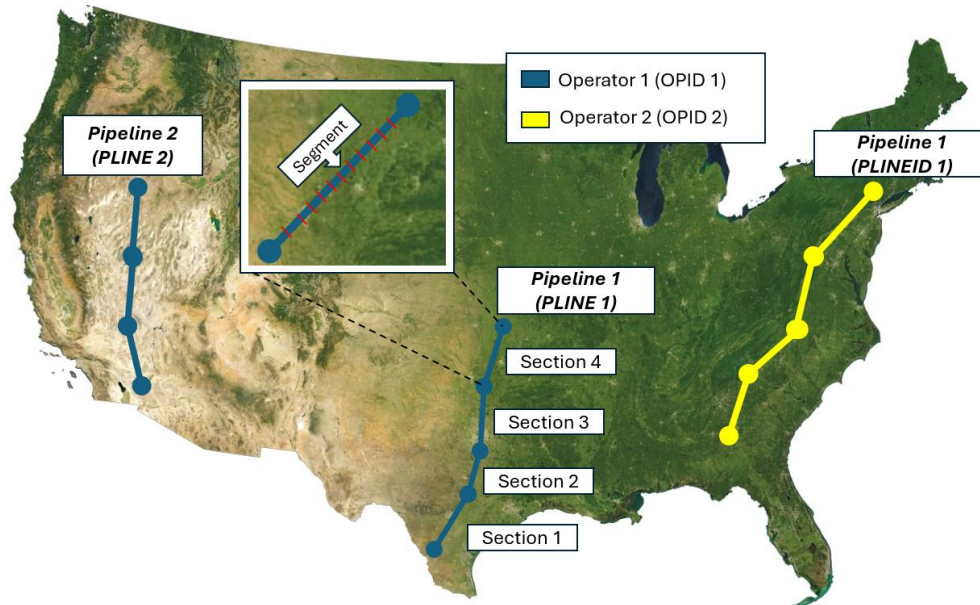 Operator 1 (OPID 1)
Operator 2 (OPID 2)
Pipeline 2
(PLINE 2)
Segment
Pipeline 1
(PLINEID 1)
Pipeline 1
(PLINE 1)
Section 4
Section 3
Section 2
Section 1